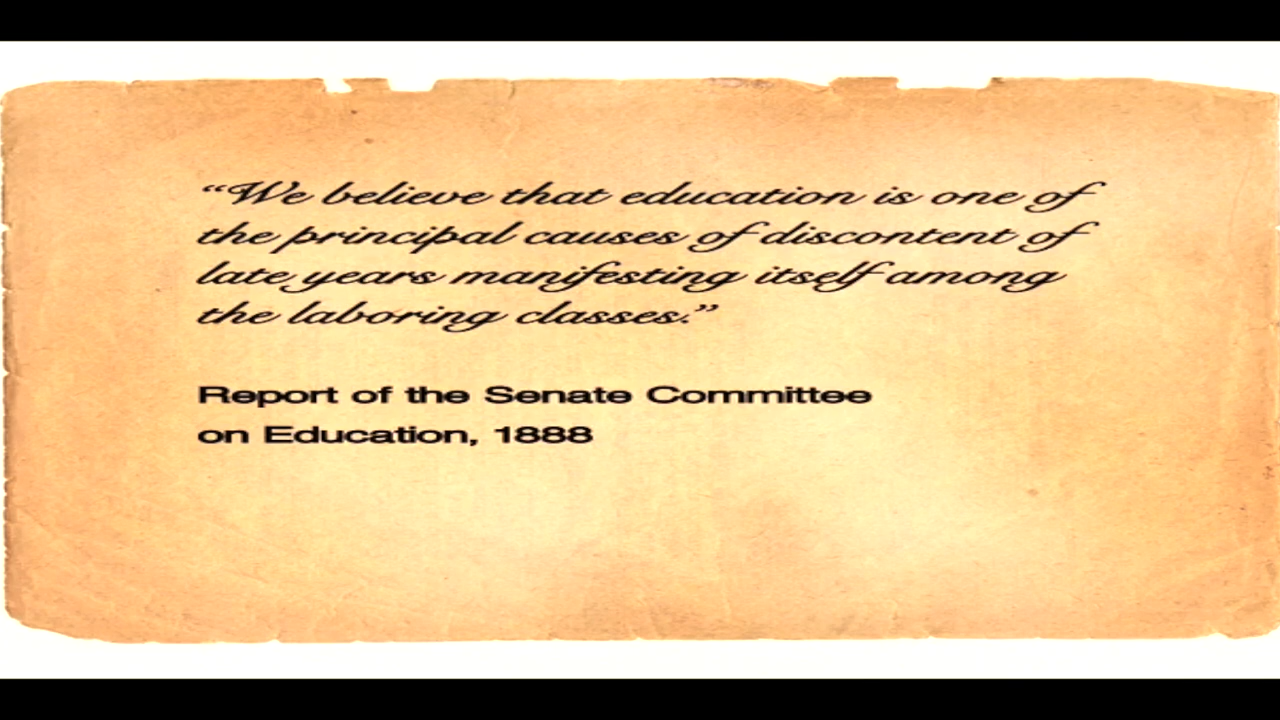 “We believe that education is one of
the principal causes of discontent of
late years manifesting itself among
the laboring classes.”
Report of the Senate Committee
on Education, 1888